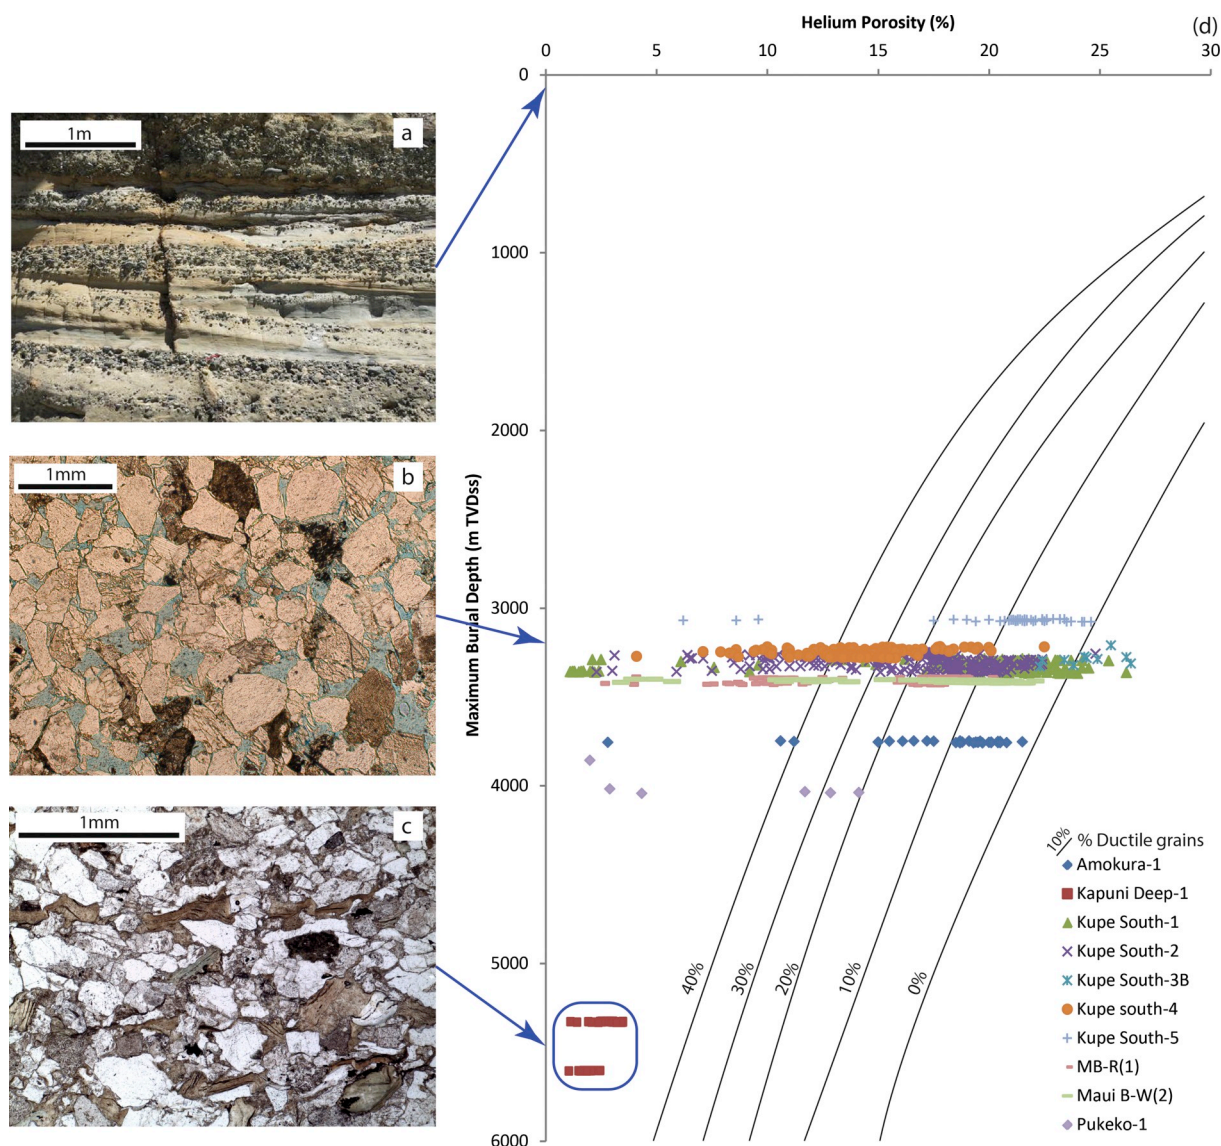 Helium Porosity (%)
(d)
0 5 10 15 20 25 30
0
1000
2000
3000
4000
5000
6000
Maximum Burial Depth (m TVDss)
1m
a
1mm
b
1mm
c
40%
30%
20%
10%
0%
10% % Ductile grains
Amokura-1
Kapuni Deep-1
Kupe South-1
Kupe South-2
Kupe South-3B
Kupe south-4
Kupe South-5
MB-R(1)
Maui B-W(2)
Pukeko-1